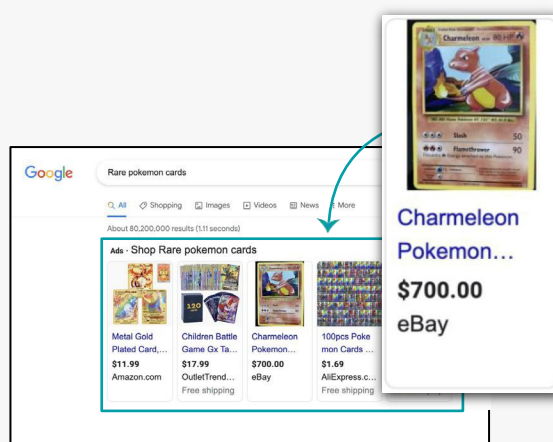 Google
Rare pokemon cards
All
Shopping
Images
Videos
News
More
About 80,200,000 results (1.11 seconds)
Ads · Shop Rare pokemon cards
120
Metal Gold
Plated Card,...
$11.99
Amazon.com
Children Battle
Game Gx Ta...
$17.99
OutletTrend...
Free shipping
Charmeleon
Pokemon...
$700.00
eBay
100pcs Poke
mon Cards ...
$1.69
AliExpress.c...
Free shipping
Charmeleon 80 HP
Slash 50
Flamethrower 90
Charmeleon
Pokemon...
$700.00
eBay